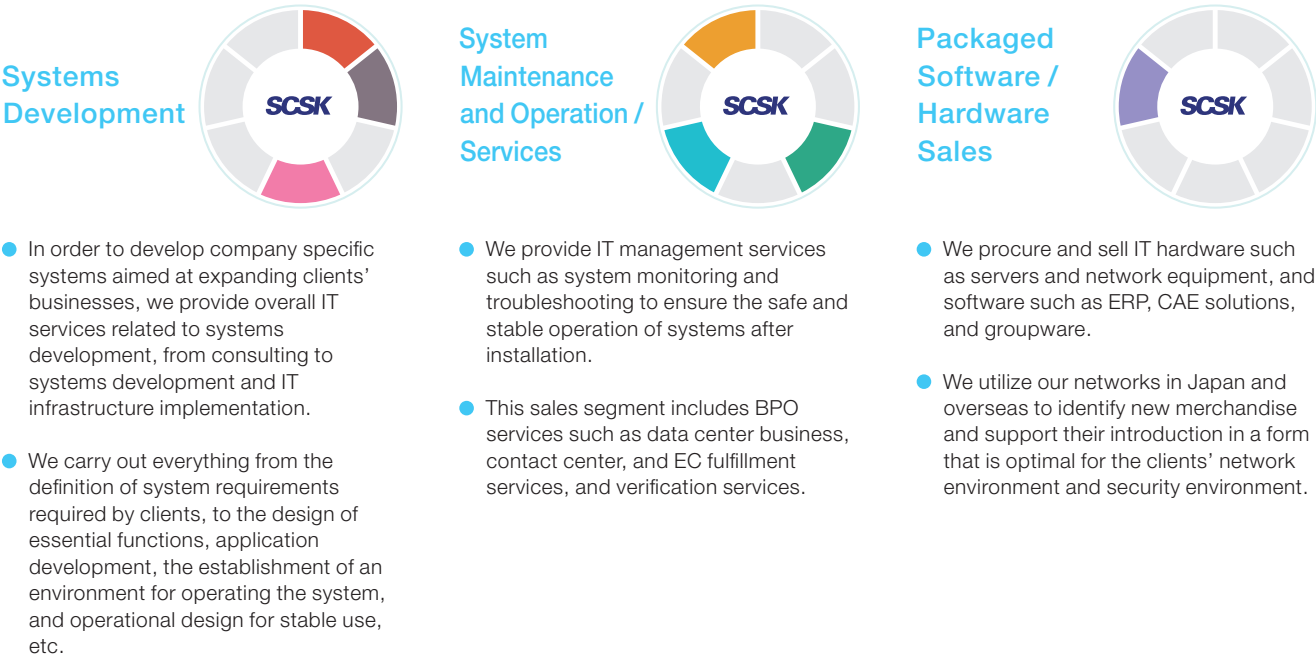 Systems
Development
SCSK
In order to develop company specific
systems aimed at expanding clients’
businesses, we provide overall IT
services related to systems
development, from consulting to
systems development and IT
infrastructure implementation.
We carry out everything from the
definition of system requirements
required by clients, to the design of
essential functions, application
development, the establishment of an
environment for operating the system,
and operational design for stable use,
etc.
System
Maintenance
and Operation /
Services
SCSK
We provide IT management services
such as system monitoring and
troubleshooting to ensure the safe and
stable operation of systems after
installation.
This sales segment includes BPO
services such as data center business,
contact center, and EC fulfillment
services, and verification services.
Packaged
Software /
Hardware
Sales
SCSK
We procure and sell IT hardware such
as servers and network equipment, and
software such as ERP, CAE solutions,
and groupware.
We utilize our networks in Japan and
overseas to identify new merchandise
and support their introduction in a form
that is optimal for the clients’ network
environment and security environment.